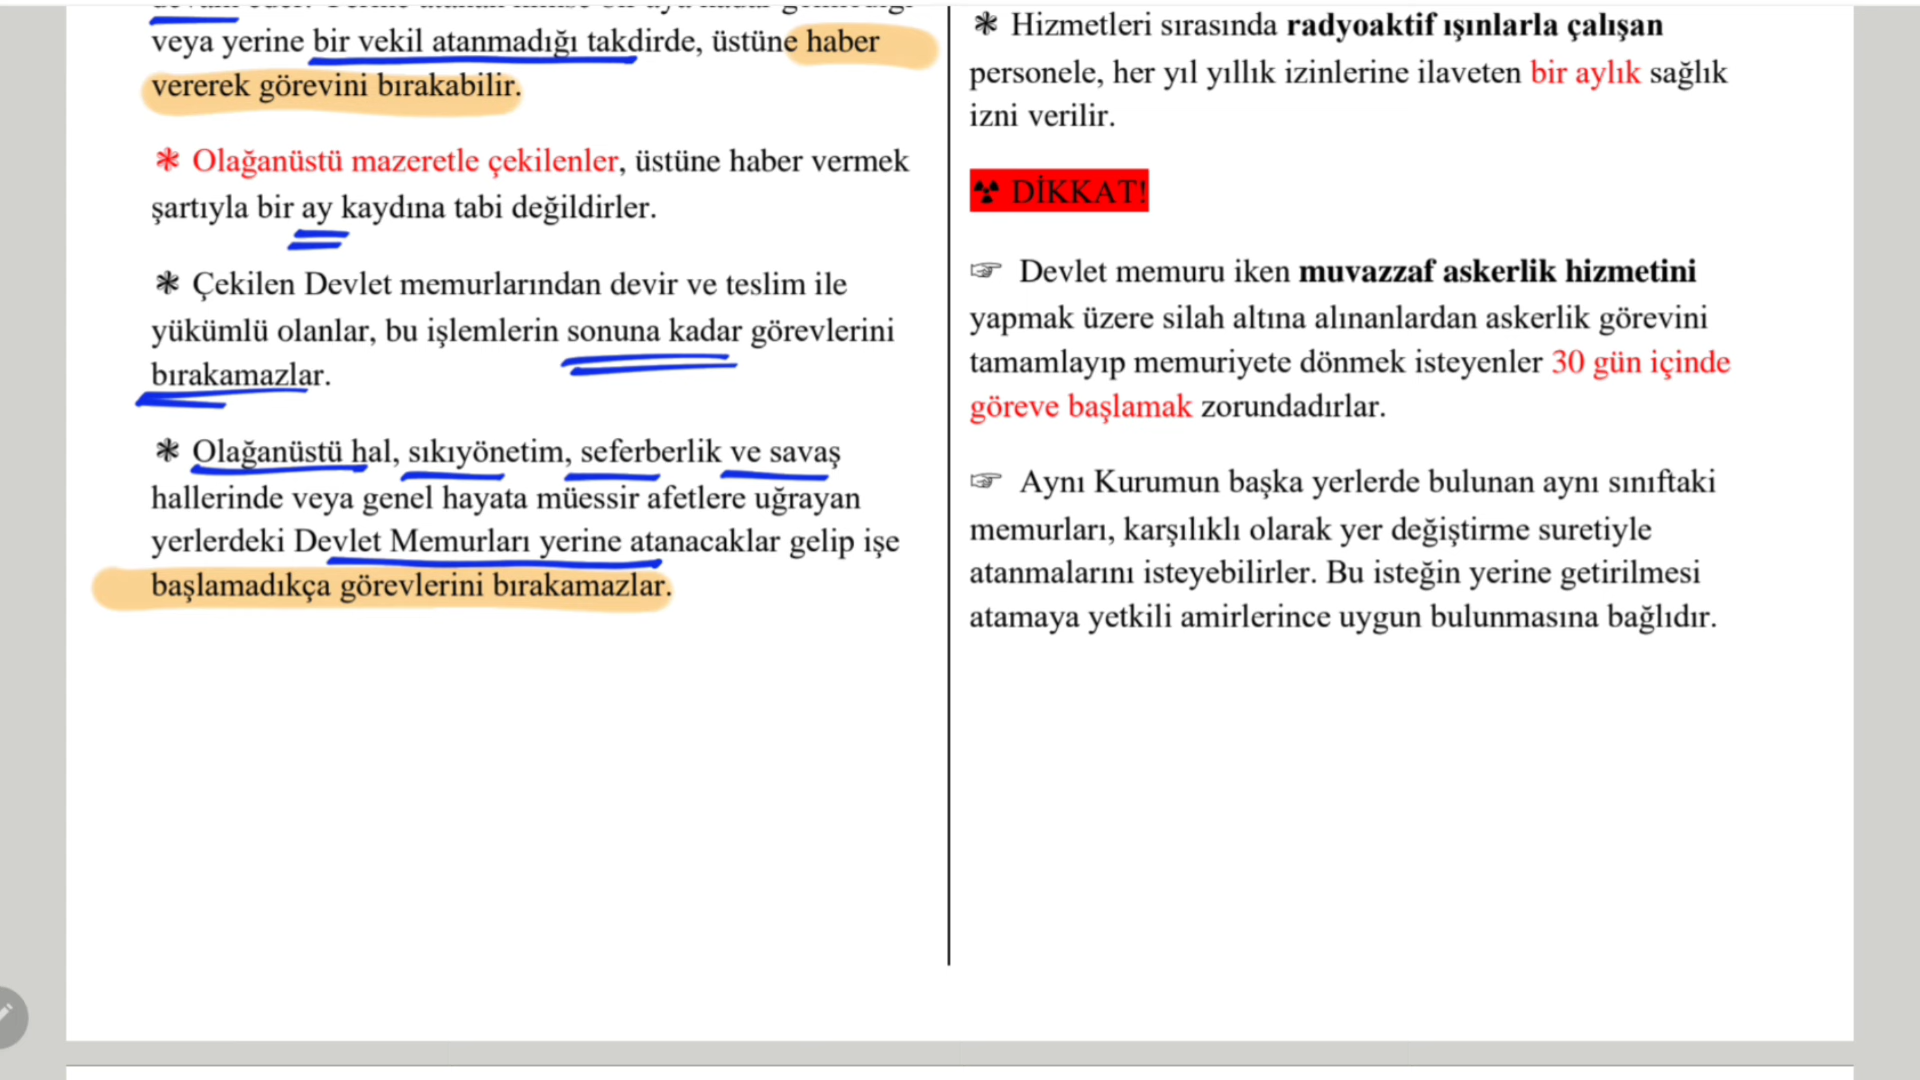 veya yerine bir vekil atanmadığı takdirde, üstüne haber
vererek görevini bırakabilir.
❃ Olağanüstü mazeretle çekilenler, üstüne haber vermek
şartıyla bir ay kaydına tabi değildirler.
❃ Çekilen Devlet memurlarından devir ve teslim ile
yükümlü olanlar, bu işlemlerin sonuna kadar görevlerini
bırakamazlar.
❃ Olağanüstü hal, sıkıyönetim, seferberlik ve savaş
hallerinde veya genel hayata müessir afetlere uğrayan
yerlerdeki Devlet Memurları yerine atanacaklar gelip işe
başlamadıkça görevlerini bırakamazlar.
❃ Hizmetleri sırasında radyoaktif ışınlarla çalışan
personele, her yıl yıllık izinlerine ilaveten bir aylık sağlık
izni verilir.
☢ DİKKAT!
☞ Devlet memuru iken muvazzaf askerlik hizmetini
yapmak üzere silah altına alınanlardan askerlik görevini
tamamlayıp memuriyete dönmek isteyenler 30 gün içinde
göreve başlamak zorundadırlar.
☞ Aynı Kurumun başka yerlerde bulunan aynı sınıftaki
memurları, karşılıklı olarak yer değiştirme suretiyle
atanmalarını isteyebilirler. Bu isteğin yerine getirilmesi
atamaya yetkili amirlerince uygun bulunmasına bağlıdır.